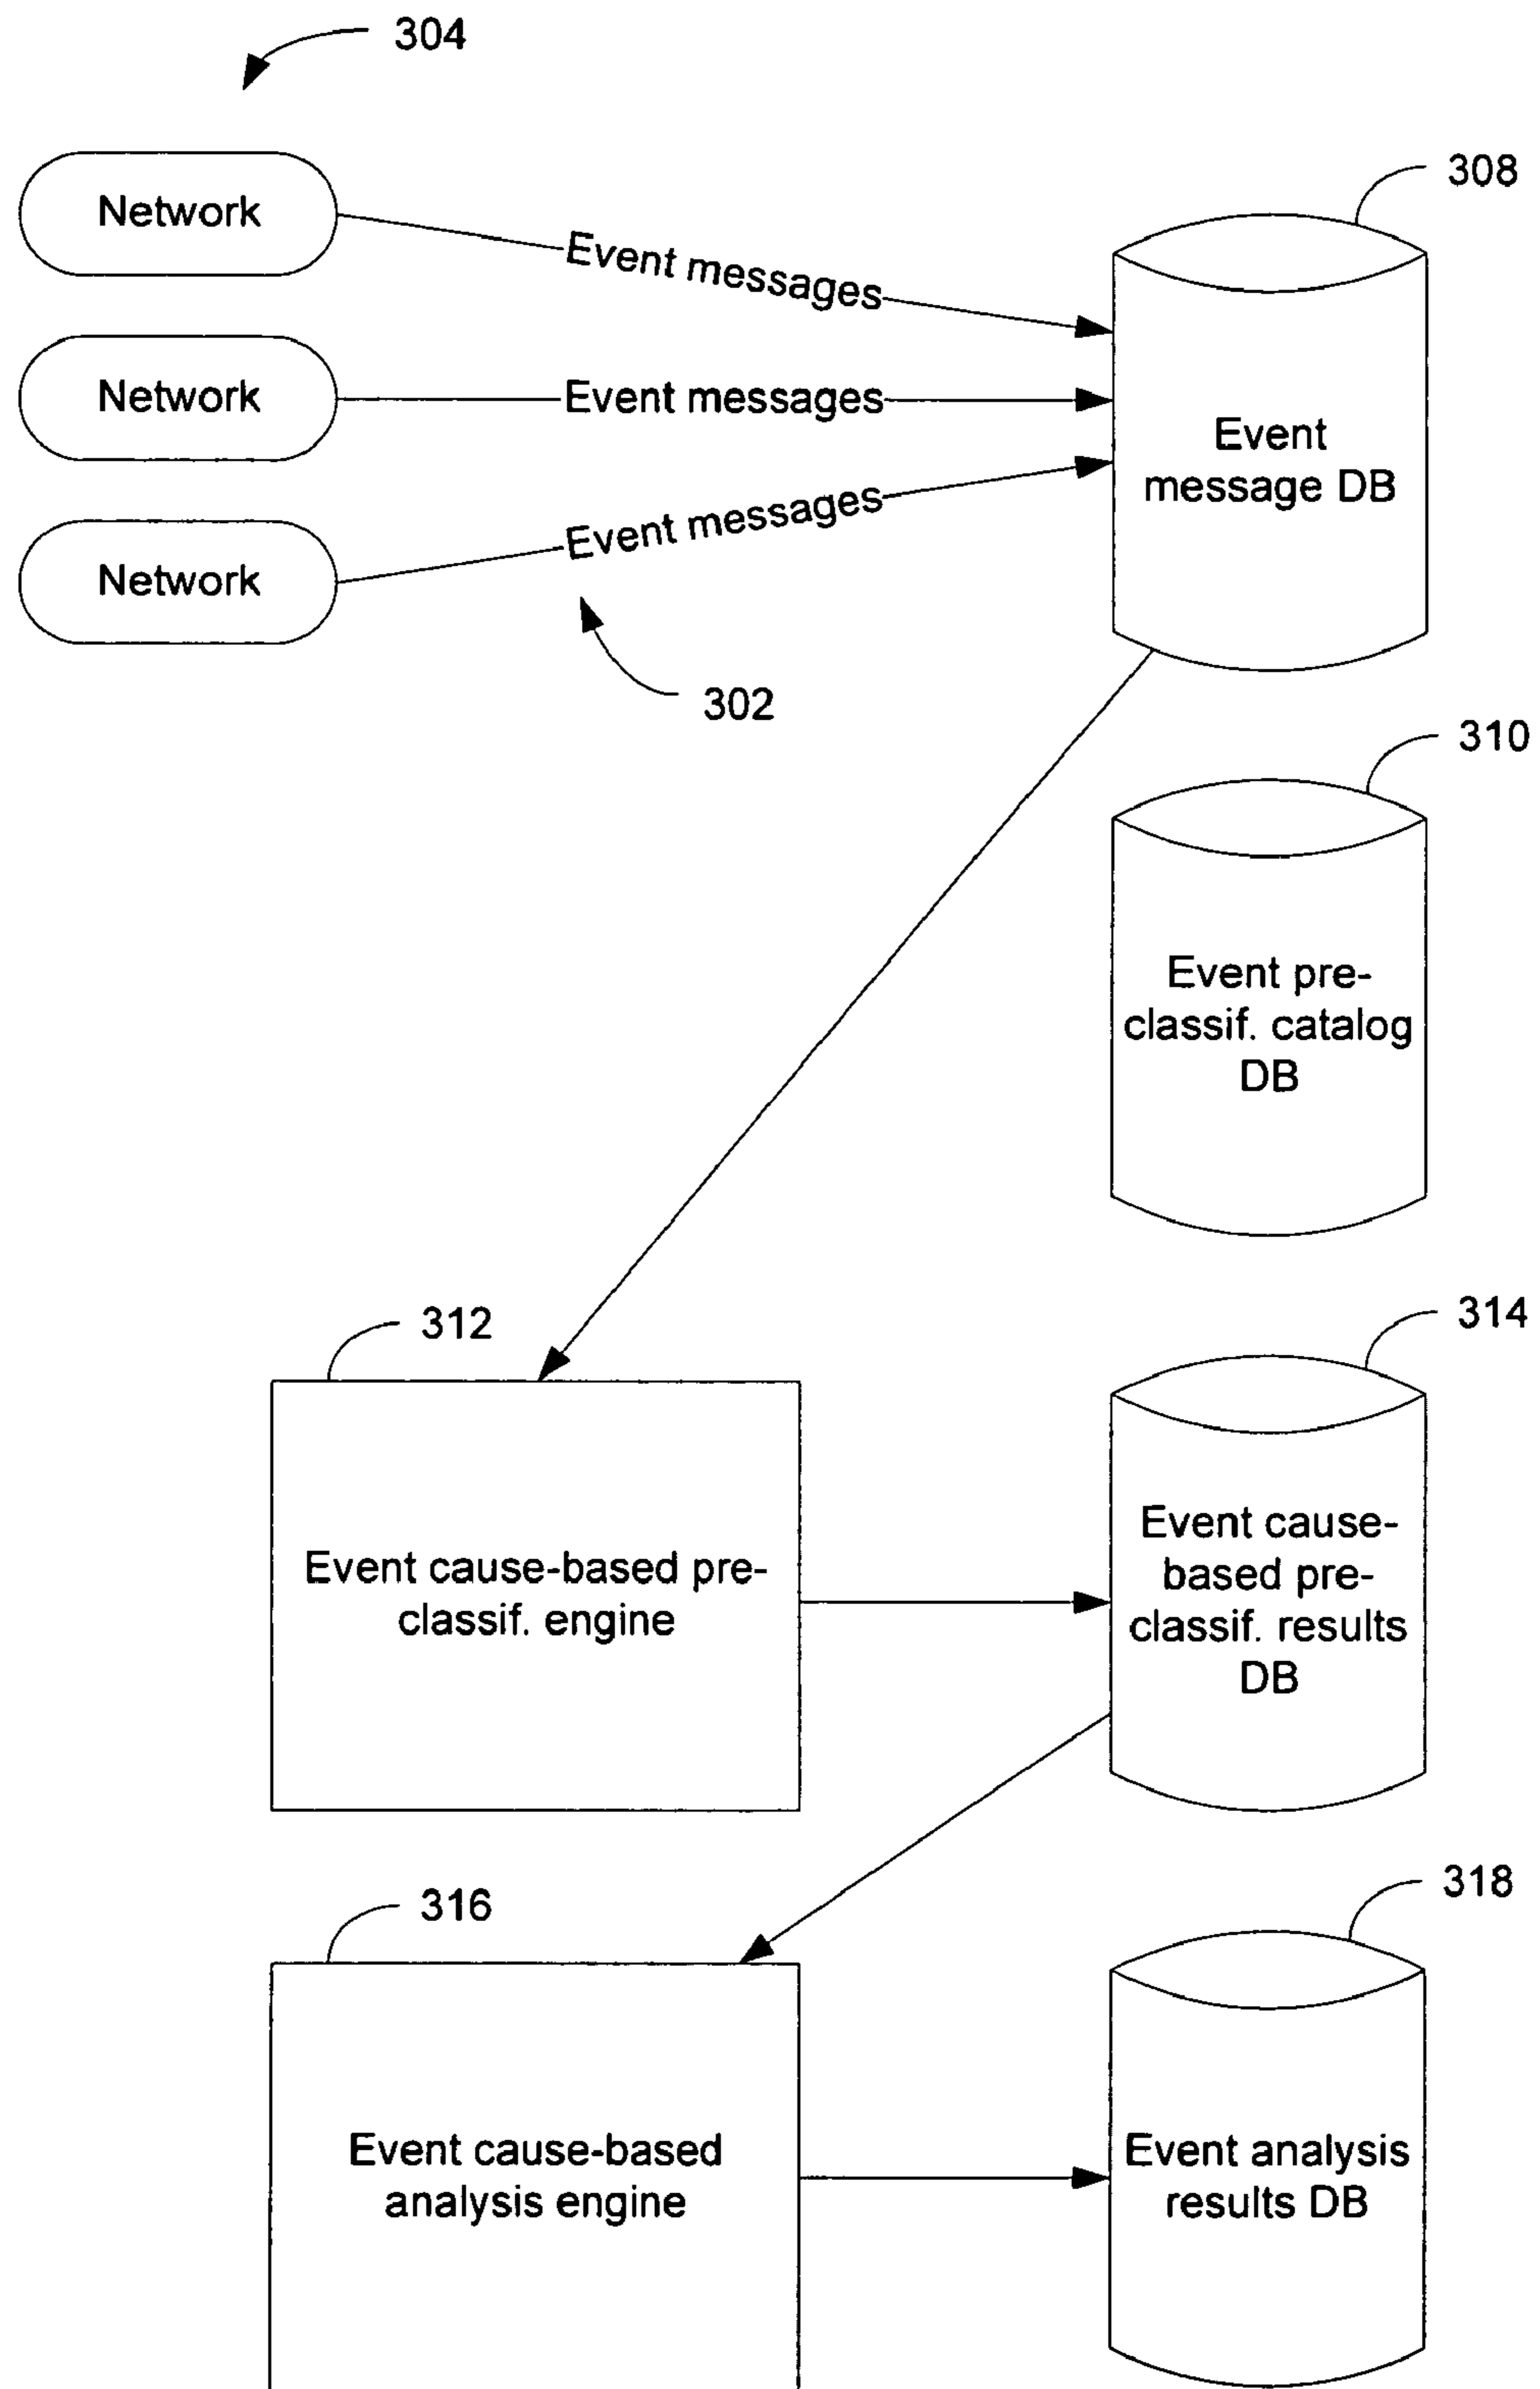 304
308
Network
Event messages
Network
Event messages
Event
message DB
Network
Event messages
302
310
Event pre-
classif. catalog
DB
312
314
Event cause-based pre-
classif. engine
Event cause-
based pre-
classif. results
DB
316
318
Event cause-based
analysis engine
Event analysis
results DB